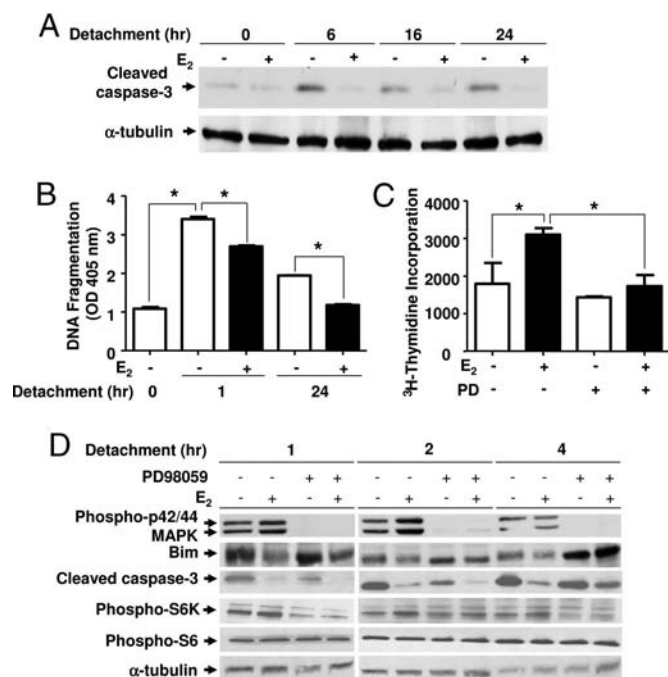 A
Detachment (hr) 0 6 16 24
E2 - + - + - + - +
Cleaved caspase-3
α-tubulin
B
DNA Fragmentation (OD 405 nm)
4
3
2
1
0
* * *
E2 - - + - +
Detachment (hr) 0 1 24
C
³H-Thymidine Incorporation
4000
3000
2000
1000
0
* *
E2 - + - +
PD - - + +
D
Detachment (hr) 1 2 4
PD98059 - - + + - - + + - - + +
E2 - + - + - + - + - + - +
Phospho-p42/44
MAPK
Bim
Cleaved caspase-3
Phospho-S6K
Phospho-S6
α-tubulin